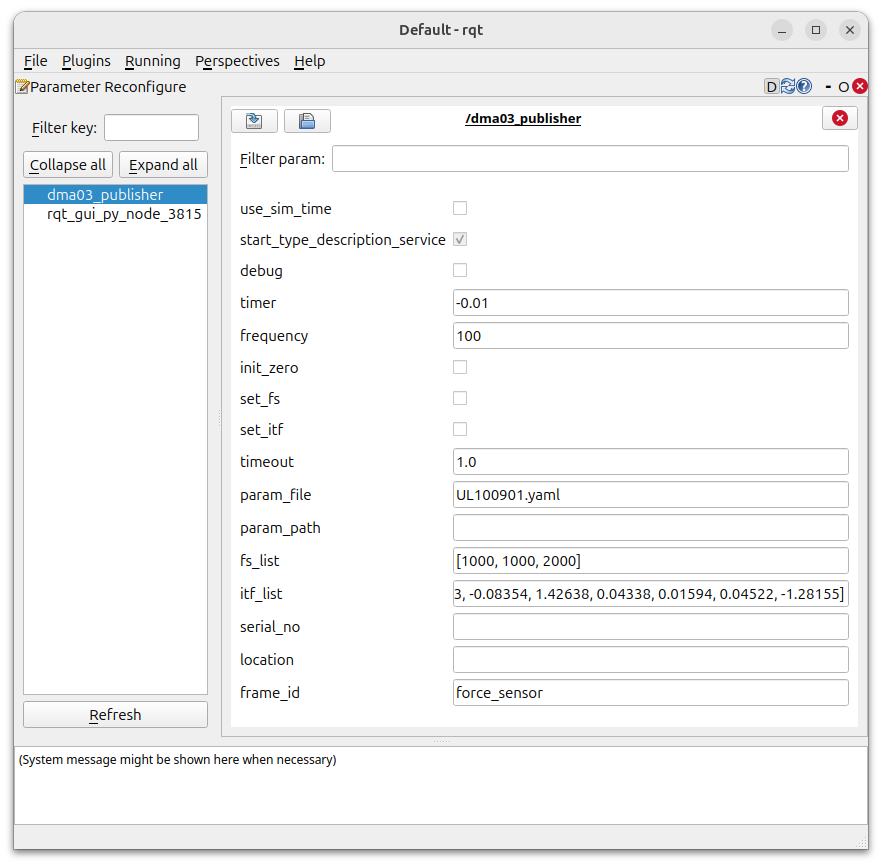 Default - rqt
File Plugins Running Perspectives Help
Parameter Reconfigure D ? - O
Filter key:
Collapse all Expand all
dma03_publisher
rqt_gui_py_node_3815
Refresh
/dma03_publisher
Filter param:
use_sim_time
start_type_description_service
debug
timer -0.01
frequency 100
init_zero
set_fs
set_itf
timeout 1.0
param_file UL100901.yaml
param_path
fs_list [1000, 1000, 2000]
itf_list 3, -0.08354, 1.42638, 0.04338, 0.01594, 0.04522, -1.28155]
serial_no
location
frame_id force_sensor
(System message might be shown here when necessary)